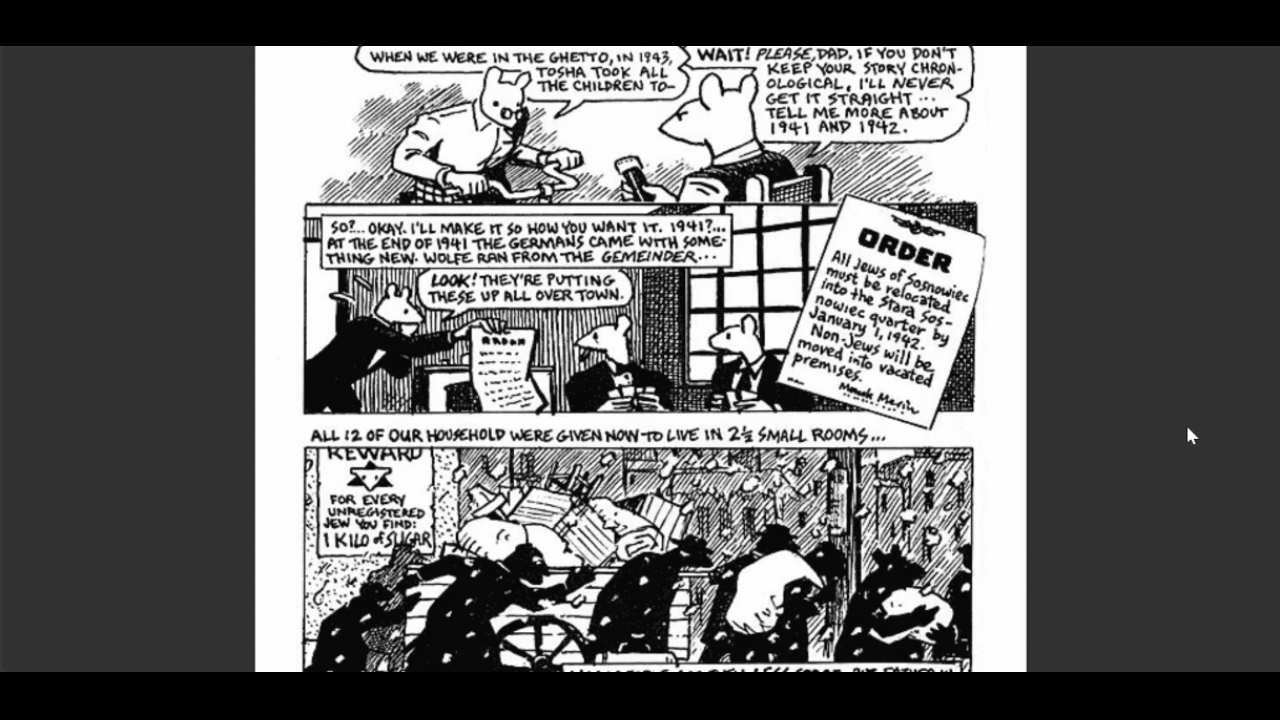 WHEN WE WERE IN THE GHETTO, IN 1943,
TOSHA TOOK ALL
THE CHILDREN TO-
WAIT! PLEASE, DAD, IF YOU DON'T
KEEP YOUR STORY CHRON-
OLOGICAL, I'LL NEVER
GET IT STRAIGHT...
TELL ME MORE ABOUT
1941 AND 1942.
SO?... OKAY. I'LL MAKE IT SO HOW YOU WANT IT. 1941?...
AT THE END OF 1941 THE GERMANS CAME WITH SOME-
THING NEW. WOLFE RAN FROM THE GEMEINDER...
LOOK! THEY'RE PUTTING
THESE UP ALL OVER TOWN.
ORDER
ORDER
All Jews of Sosnowiec
must be relocated
into the Stara Sos-
nowiec quarter by
January 1, 1942.
Non-Jews will be
moved into vacated
premises.
Monek Merin
ALL 12 OF OUR HOUSEHOLD WERE GIVEN NOW TO LIVE IN 2½ SMALL ROOMS...
REWARD
FOR EVERY
UNREGISTERED
JEW YOU FIND:
1 KILO of SUGAR